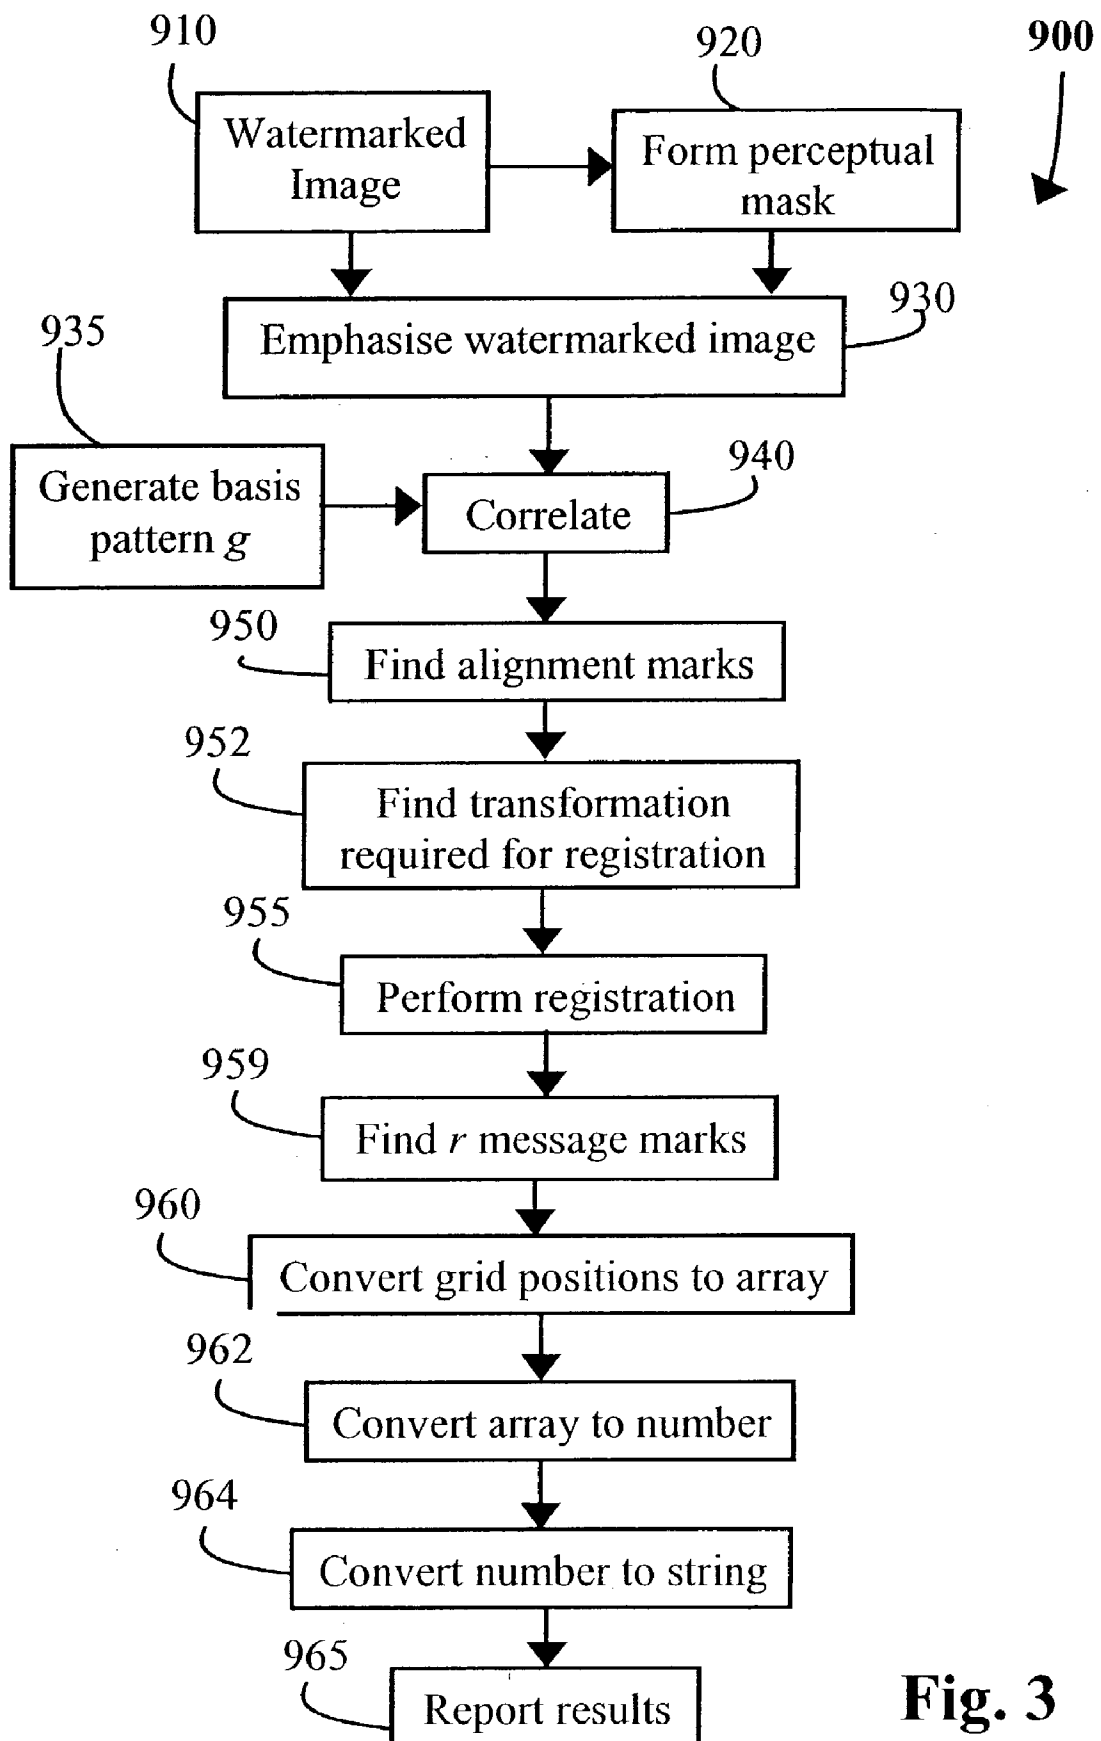 910
920
900
Watermarked
Image
Form perceptual
mask
930
Emphasise watermarked image
935
Generate basis
pattern g
940
Correlate
950
Find alignment marks
952
Find transformation
required for registration
955
Perform registration
959
Find r message marks
960
Convert grid positions to array
962
Convert array to number
964
Convert number to string
965
Report results
Fig. 3